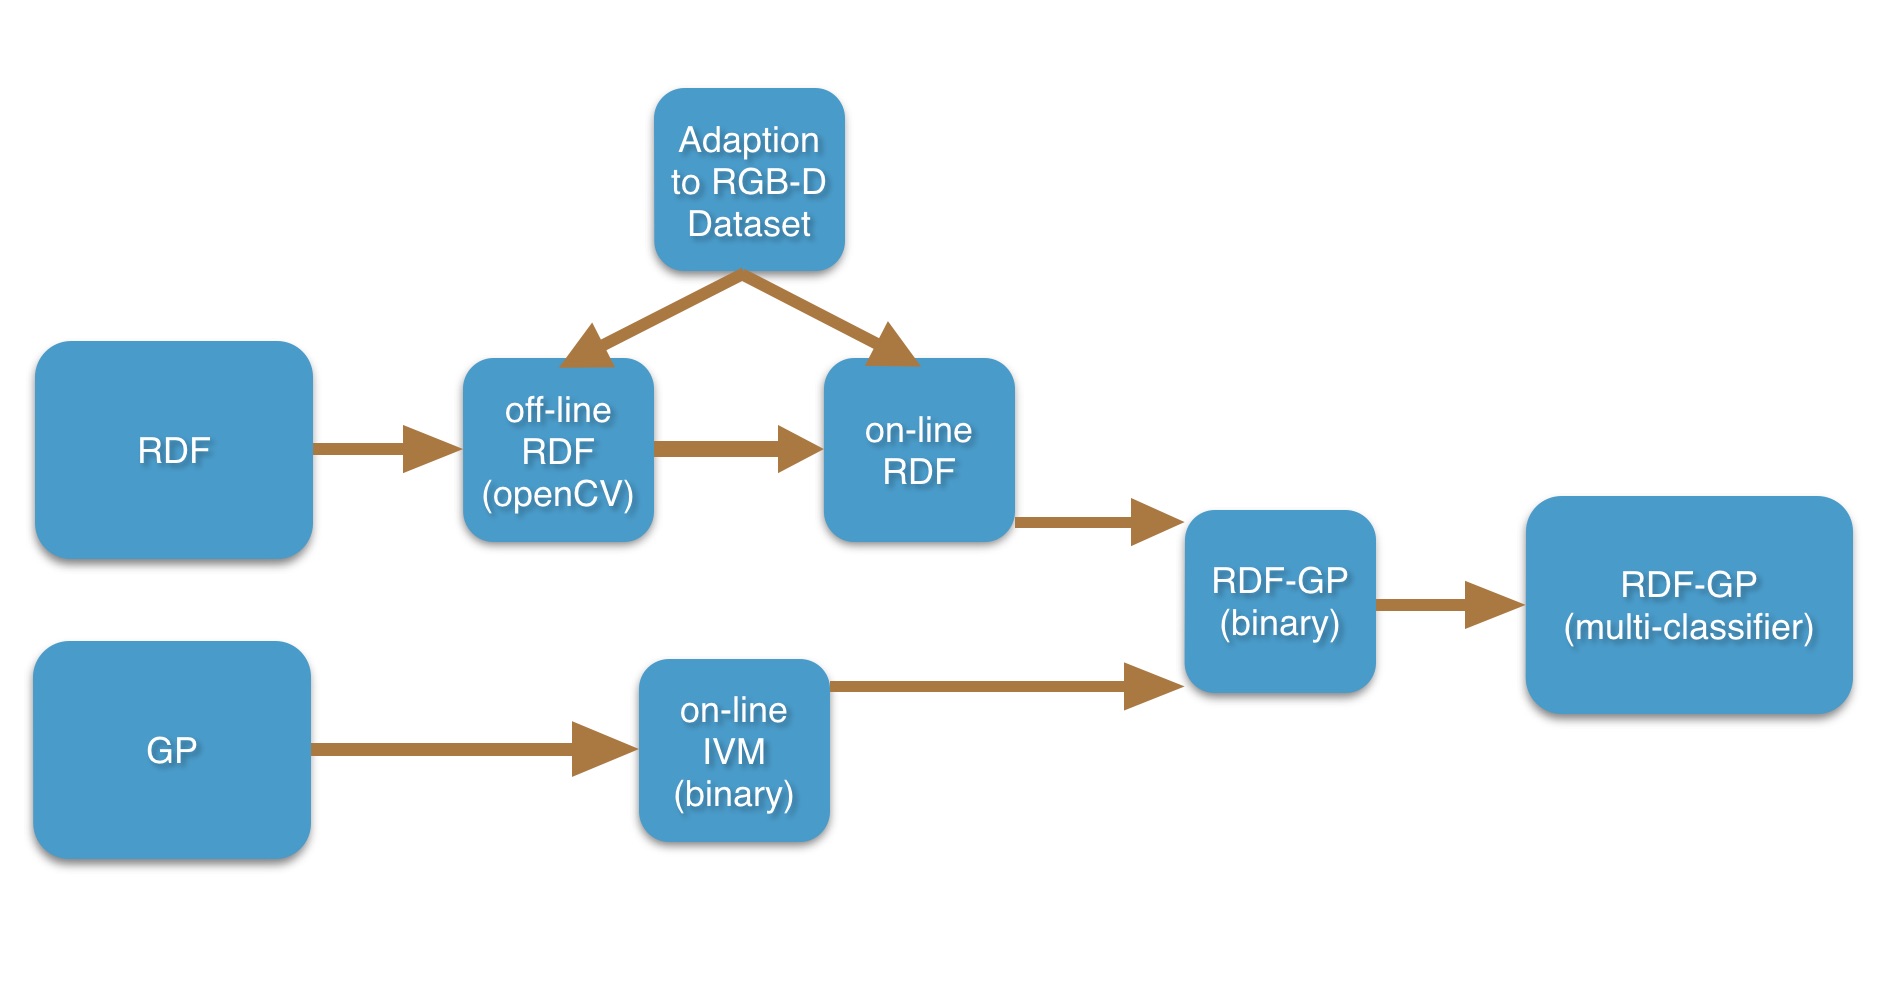 Adaption
to RGB-D
Dataset
RDF
off-line
RDF
(openCV)
on-line
RDF
RDF-GP
(binary)
RDF-GP
(multi-classifier)
GP
on-line
IVM
(binary)